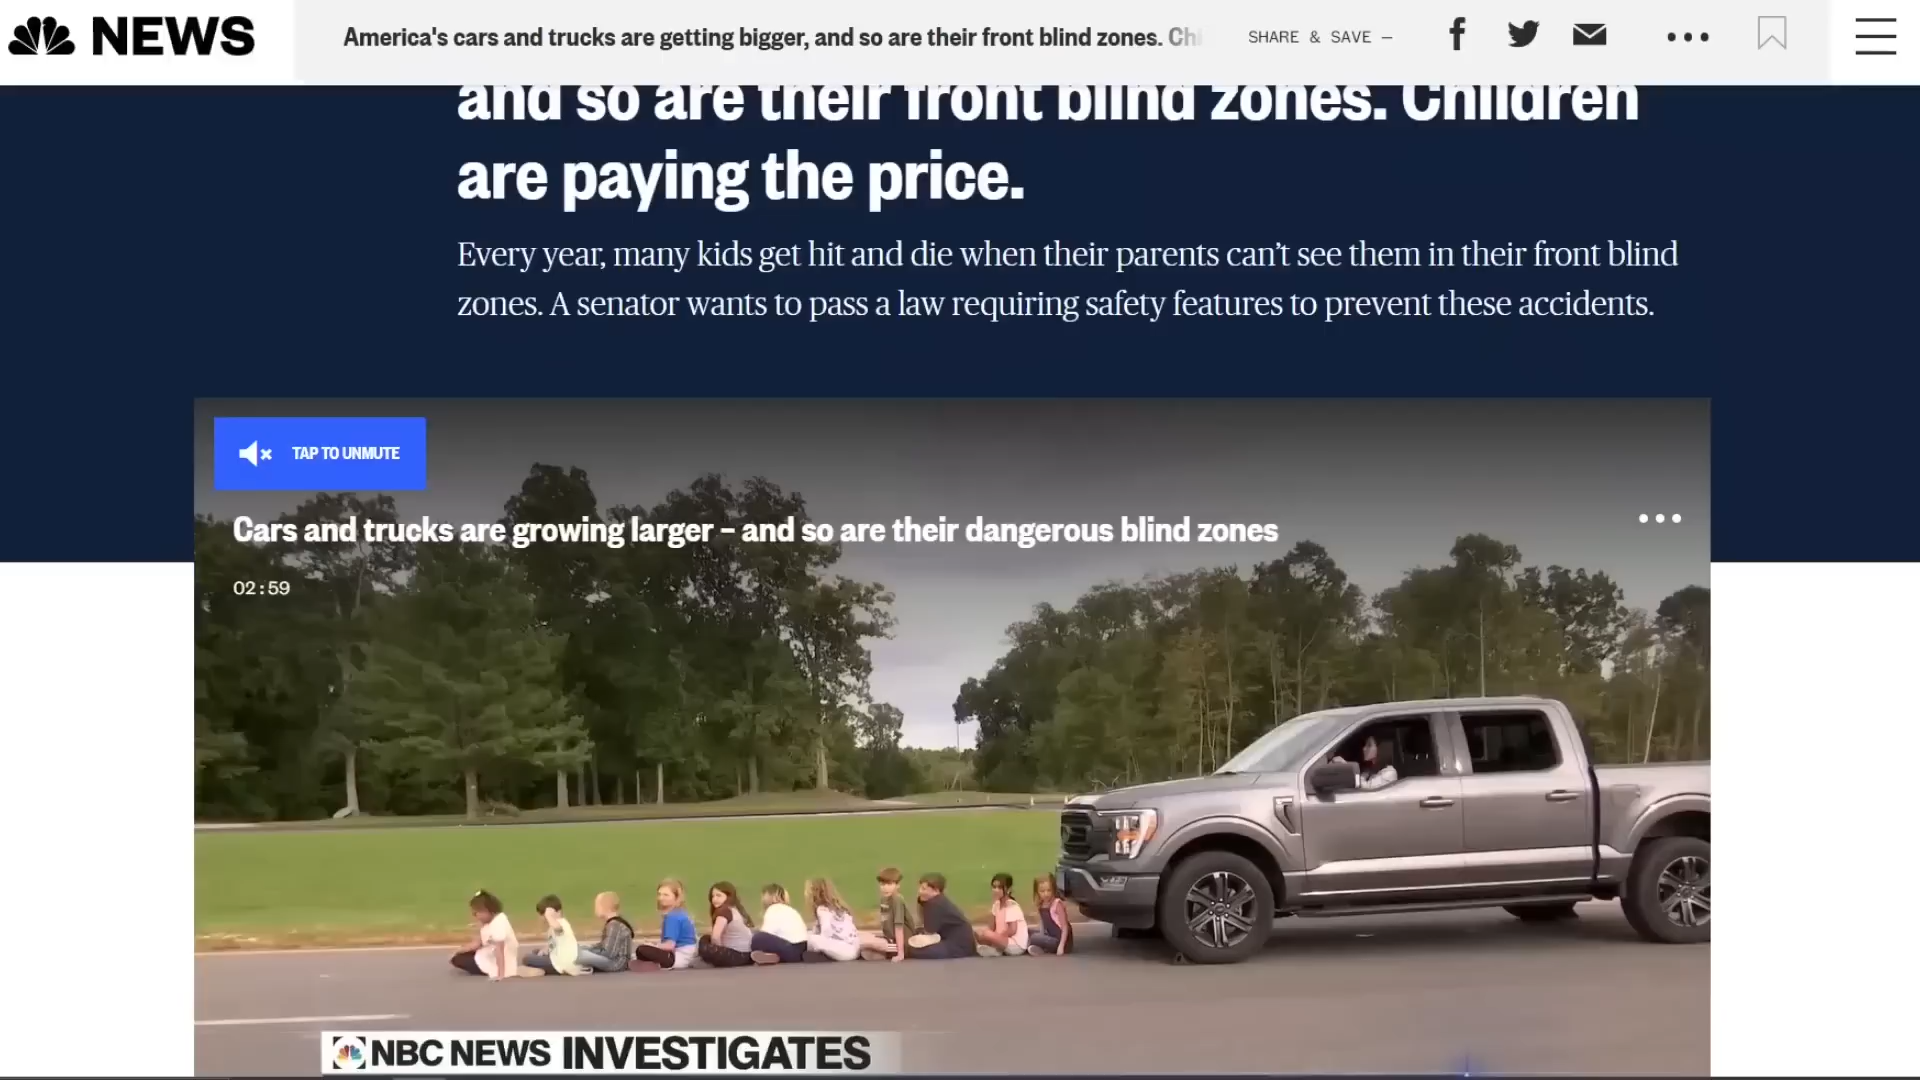 NEWS
America's cars and trucks are getting bigger, and so are their front blind zones. Chi
SHARE & SAVE —
and so are their front blind zones. Children
are paying the price.
Every year, many kids get hit and die when their parents can’t see them in their front blind
zones. A senator wants to pass a law requiring safety features to prevent these accidents.
TAP TO UNMUTE
Cars and trucks are growing larger – and so are their dangerous blind zones
02:59
NBC NEWS INVESTIGATES